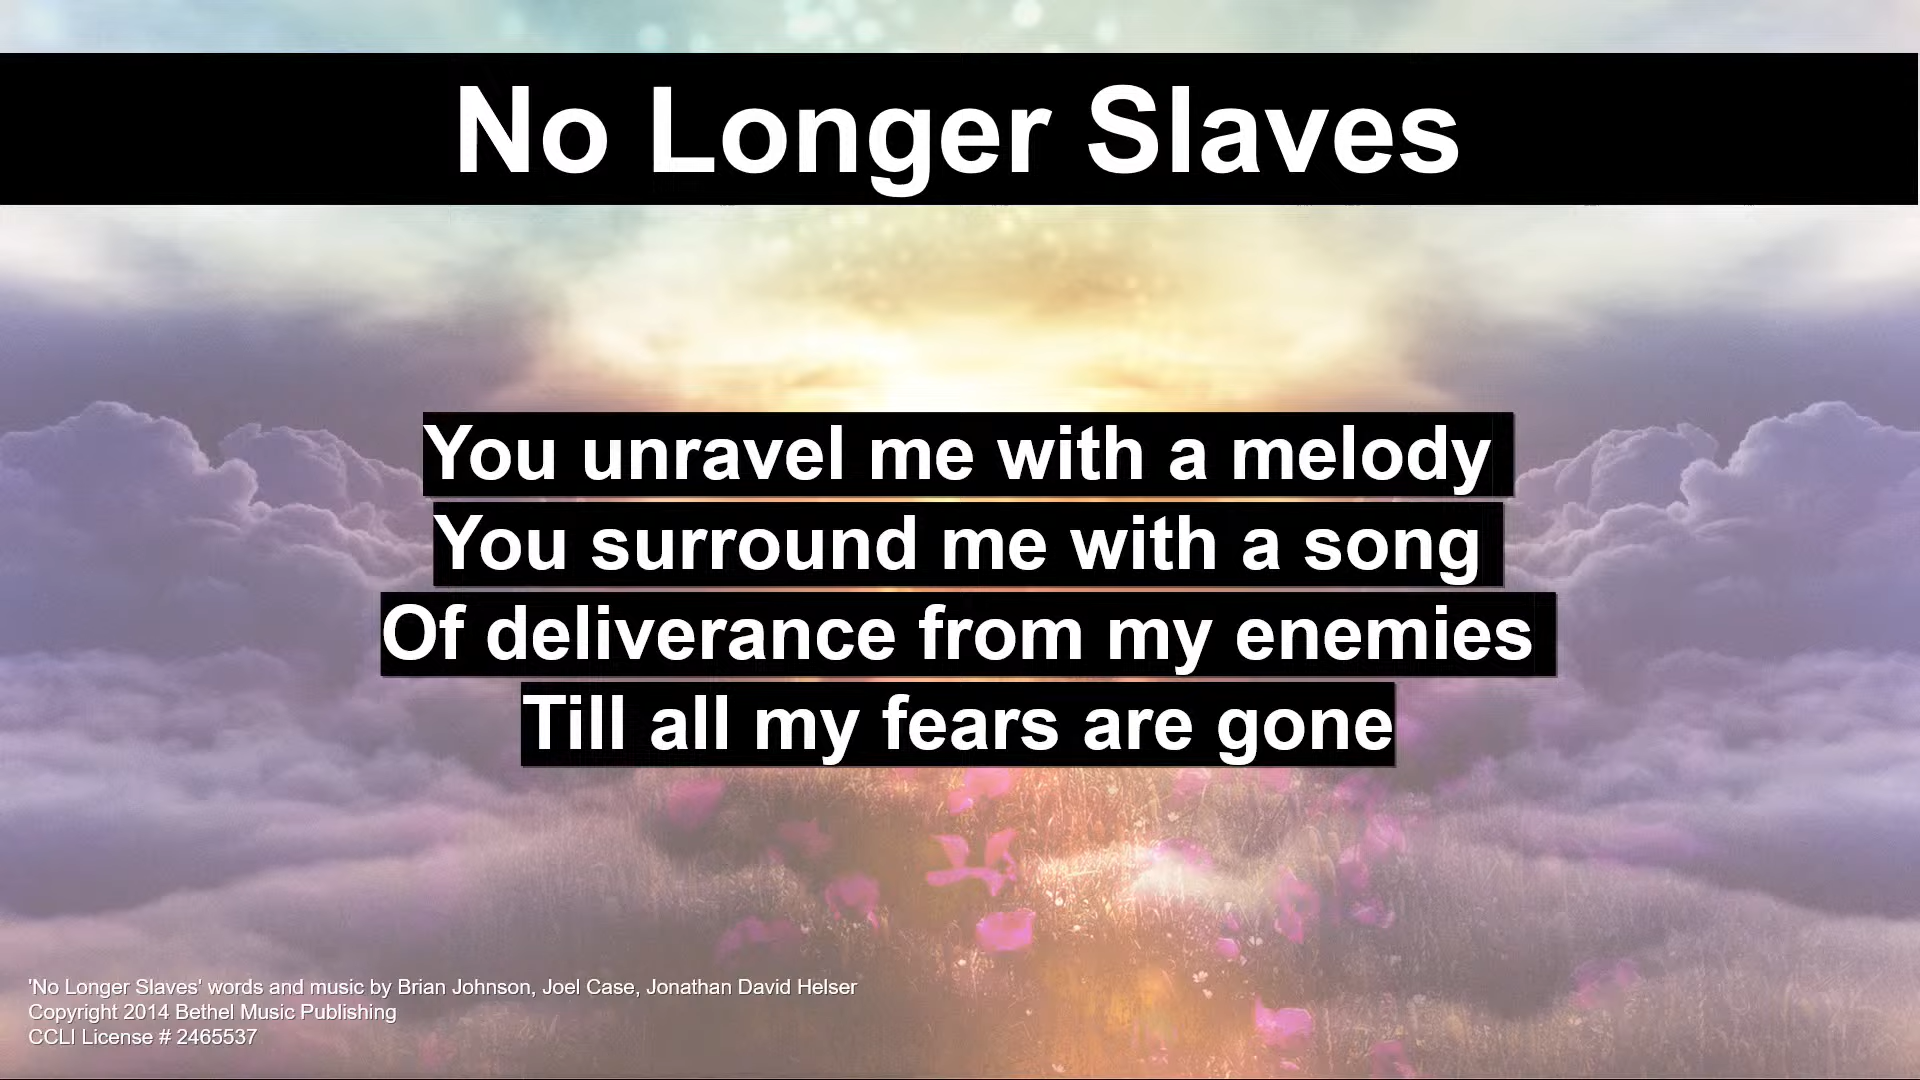 No Longer Slaves
You unravel me with a melody
You surround me with a song
Of deliverance from my enemies
Till all my fears are gone
'No Longer Slaves' words and music by Brian Johnson, Joel Case, Jonathan David Helser
Copyright 2014 Bethel Music Publishing
CCLI License # 2465537